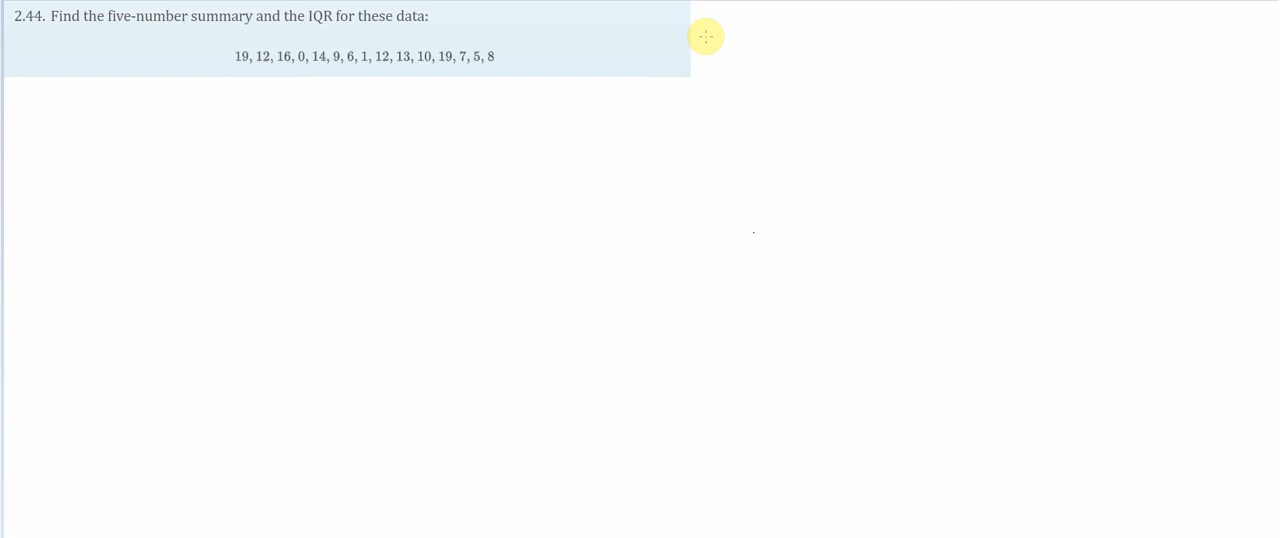 2.44. Find the five-number summary and the IQR for these data:
19, 12, 16, 0, 14, 9, 6, 1, 12, 13, 10, 19, 7, 5, 8